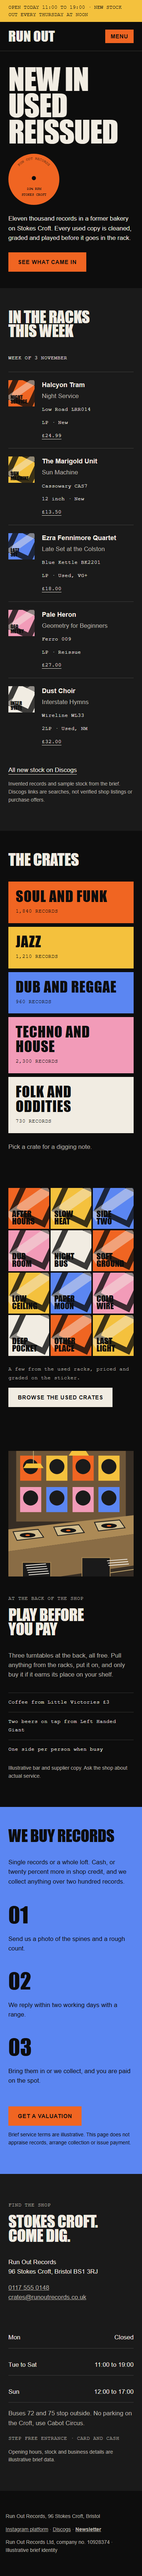 OPEN TODAY 11:00 TO 19:00 · NEW STOCK
OUT EVERY THURSDAY AT NOON
RUN OUT
MENU
NEW IN
USED
REISSUED
RUN OUT RECORDS
RUN OUT
STOKES CROFT
Eleven thousand records in a former bakery
on Stokes Croft. Every used copy is cleaned,
graded and played before it goes in the rack.
SEE WHAT CAME IN
IN THE RACKS
THIS WEEK
WEEK OF 3 NOVEMBER
Halcyon Tram
Night Service
Low Road LRR014
LP · New
£24.99
The Marigold Unit
Sun Machine
Cassowary CA57
12 inch · New
£13.50
Ezra Fennimore Quartet
Late Set at the Colston
Blue Kettle BK2201
LP · Used, VG+
£18.00
Pale Heron
Geometry for Beginners
Ferro 009
LP · Reissue
£27.00
Dust Choir
Interstate Hymns
Wireline WL33
2LP · Used, NM
£32.00
All new stock on Discogs
Invented records and sample stock from the brief.
Discogs links are searches, not verified shop listings or
purchase offers.
THE CRATES
SOUL AND FUNK
1,840 RECORDS
JAZZ
1,210 RECORDS
DUB AND REGGAE
960 RECORDS
TECHNO AND
HOUSE
2,300 RECORDS
FOLK AND
ODDITIES
730 RECORDS
Pick a crate for a digging note.
AFTER
HOURS
SLOW
HEAT
SIDE
TWO
DUB
ROOM
NIGHT
BUS
SOFT
GROUND
LOW
CEILING
PAPER
MOON
COLD
WIRE
DEEP
POCKET
OTHER
PLACE
LAST
LIGHT
A few from the used racks, priced and
graded on the sticker.
BROWSE THE USED CRATES
AT THE BACK OF THE SHOP
PLAY BEFORE
YOU PAY
Three turntables at the back, all free. Pull
anything from the racks, put it on, and only
buy it if it earns its place on your shelf.
Coffee from Little Victories £3
Two beers on tap from Left Handed
Giant
One side per person when busy
Illustrative bar and supplier copy. Ask the shop about
actual service.
WE BUY RECORDS
Single records or a whole loft. Cash, or
twenty percent more in shop credit, and we
collect anything over two hundred records.
01
Send us a photo of the spines and a rough
count.
02
We reply within two working days with a
range.
03
Bring them in or we collect, and you are paid
on the spot.
GET A VALUATION
Brief service terms are illustrative. This page does not
appraise records, arrange collection or issue payment.
FIND THE SHOP
STOKES CROFT.
COME DIG.
Run Out Records
96 Stokes Croft, Bristol BS1 3RJ
0117 555 0148
crates@runoutrecords.co.uk
Mon Closed
Tue to Sat 11:00 to 19:00
Sun 12:00 to 17:00
Buses 72 and 75 stop outside. No parking on
the Croft, use Cabot Circus.
STEP FREE ENTRANCE · CARD AND CASH
Opening hours, stock and business details are
illustrative brief data.
Run Out Records, 96 Stokes Croft, Bristol
Instagram platform Discogs Newsletter
Run Out Records Ltd, company no. 10928374
Illustrative brief identity